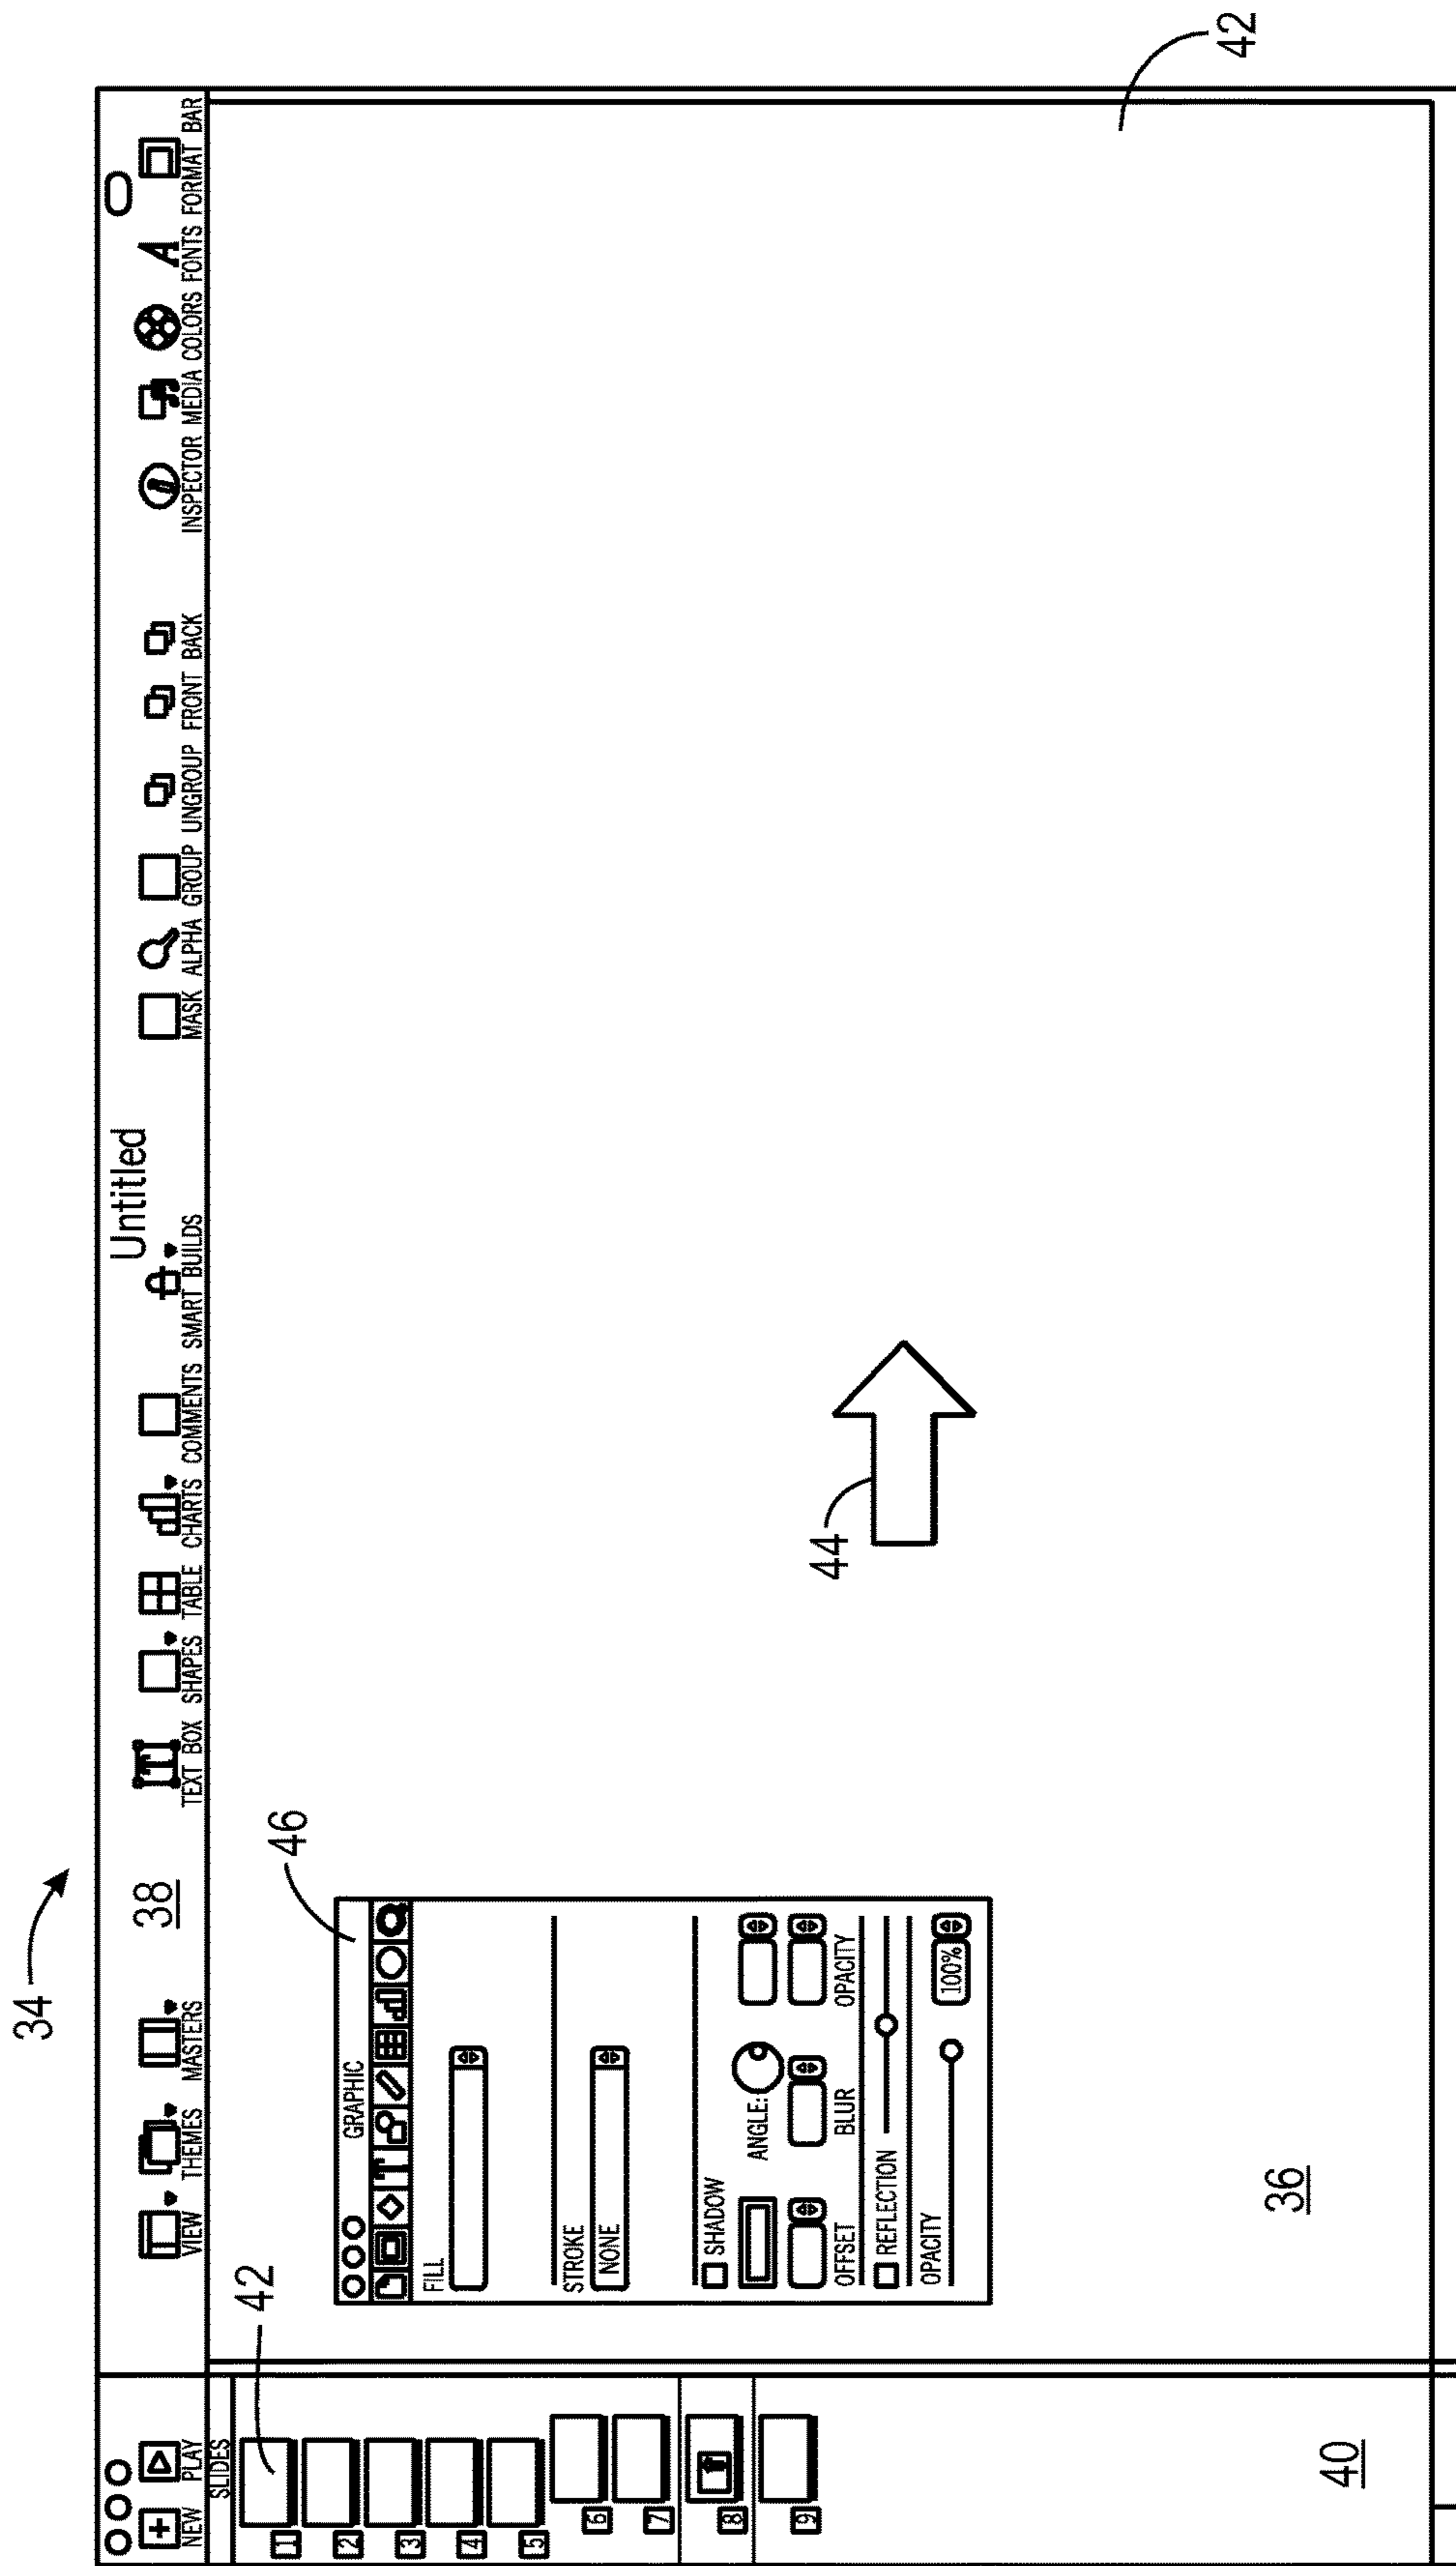 34
Untitled
38
NEW PLAY VIEW THEMES MASTERS TEXT BOX SHAPES TABLE CHARTS COMMENTS SMART BUILDS MASK ALPHA GROUP UNGROUP FRONT BACK INSPECTOR MEDIA COLORS FONTS FORMAT BAR
SLIDES
42
1
2
3
4
5
6
7
8
9
40
46
GRAPHIC
T
FILL
STROKE
NONE
SHADOW
ANGLE:
OFFSET BLUR OPACITY
REFLECTION
OPACITY 100%
44
36
42